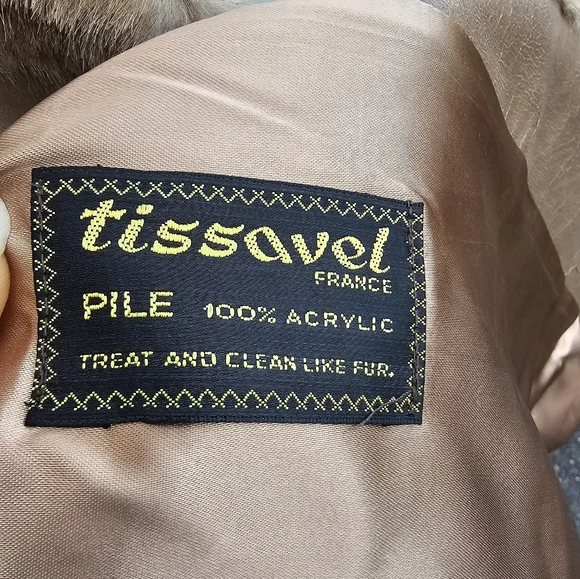 tissavel
FRANCE
PILE 100% ACRYLIC
TREAT AND CLEAN LIKE FUR.